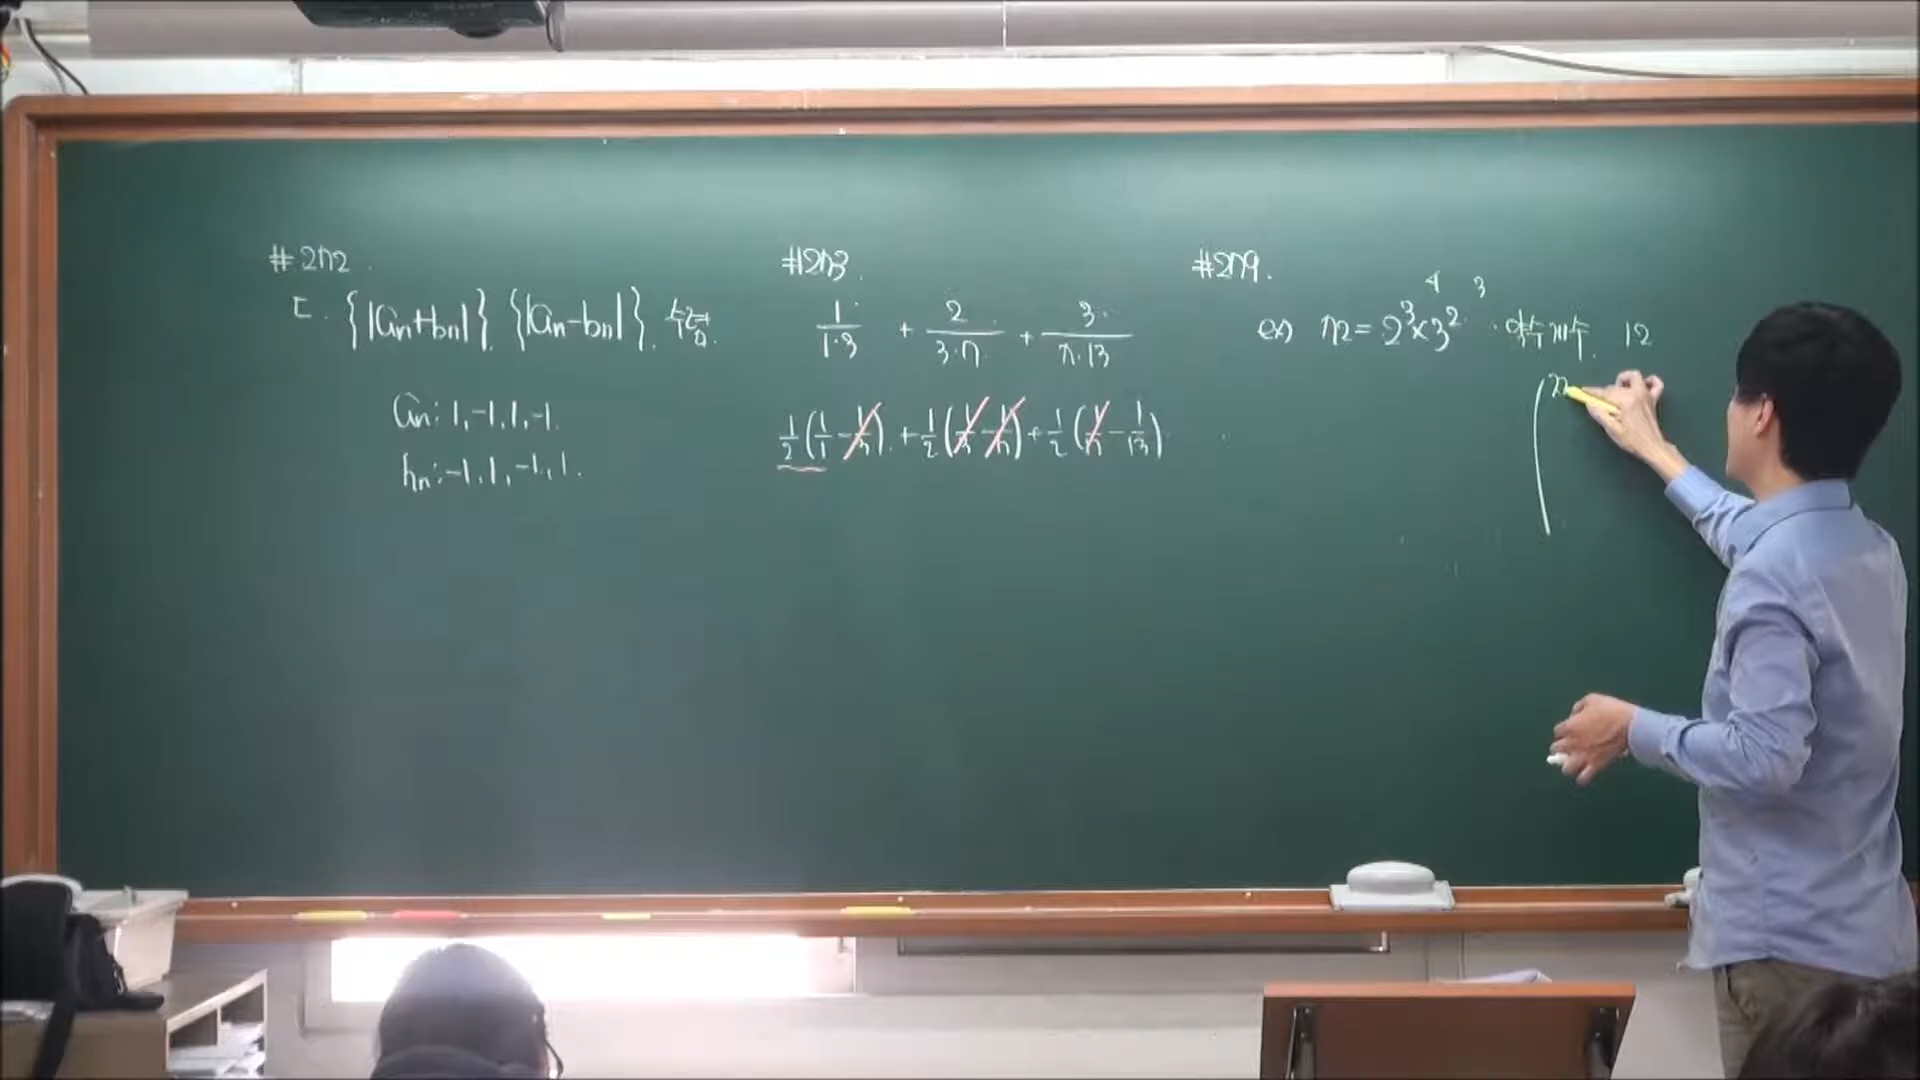 #272.
ㄷ. {|aₙ+bₙ|}. {|aₙ-bₙ|}. 수렴.
aₙ: 1, -1, 1, -1.
bₙ: -1, 1, -1, 1.
#273.
1/1·3 + 2/3·7 + 3/7·13
1/2(1/1 - 1/3) + 1/2(1/3 - 1/7) + 1/2(1/7 - 1/13)
#279.
4 3
ex) 72 = 2³×3² · 약수개수. 12